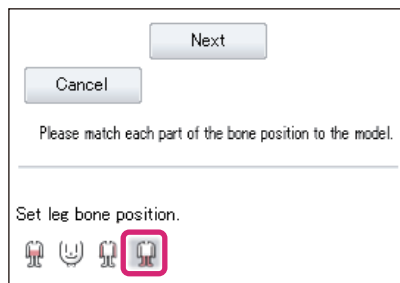 Next
Cancel
Please match each part of the bone position to the model.
Set leg bone position.